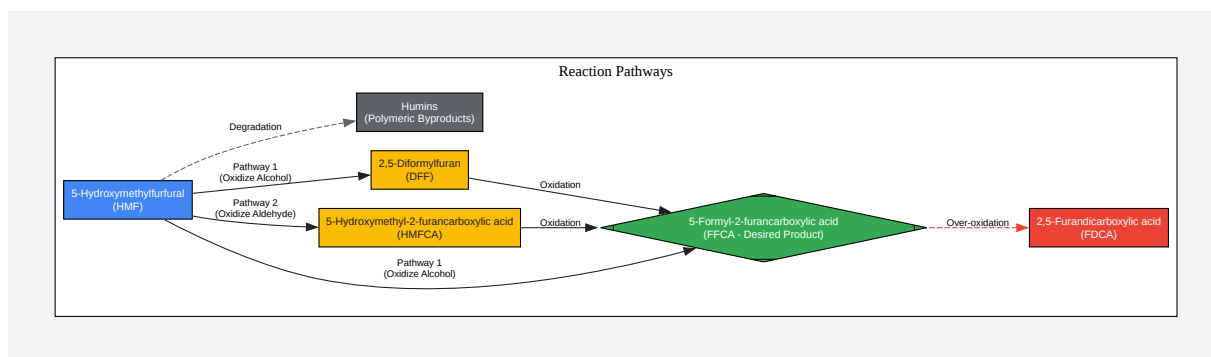 Reaction Pathways
Humins
(Polymeric Byproducts)
Degradation
Pathway 1
(Oxidize Alcohol)
2,5-Diformylfuran
(DFF)
Oxidation
5-Hydroxymethylfurfural
(HMF)
Pathway 2
(Oxidize Aldehyde)
5-Hydroxymethyl-2-furancarboxylic acid
(HMFCA)
Oxidation
5-Formyl-2-furancarboxylic acid
(FFCA - Desired Product)
Over-oxidation
2,5-Furandicarboxylic acid
(FDCA)
Pathway 1
(Oxidize Alcohol)